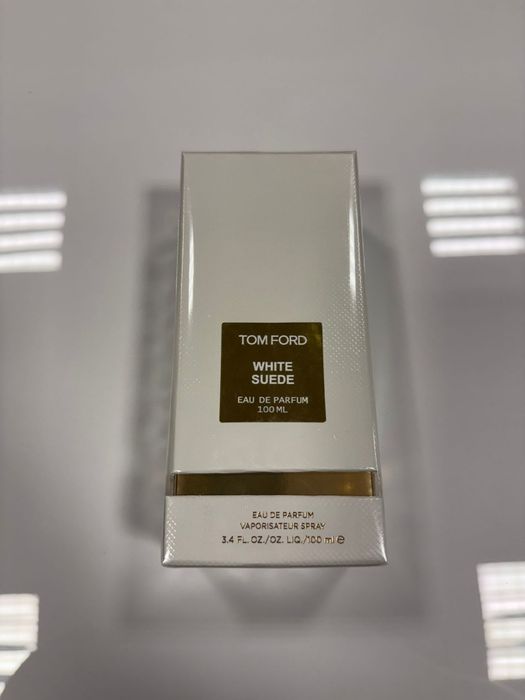 TOM FORD
WHITE
SUEDE
EAU DE PARFUM
100 ML
EAU DE PARFUM
VAPORISATEUR SPRAY
3.4 FL.OZ./OZ. LIQ./100 ml ℮